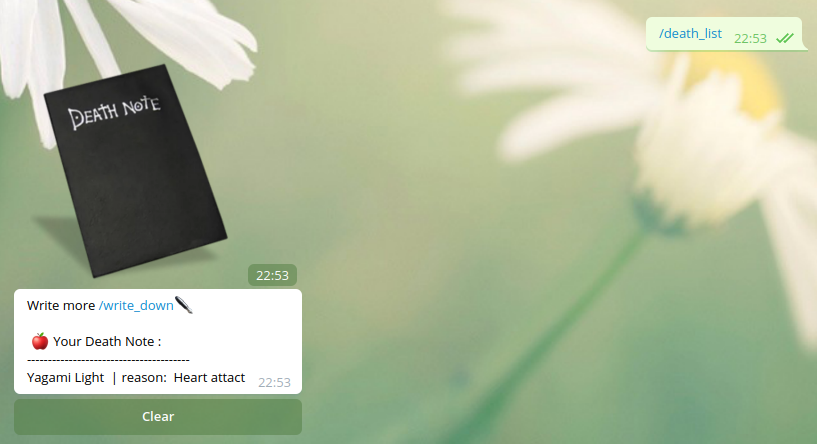 /death_list 22:53
DEATH NOTE
22:53
Write more /write_down
Your Death Note :
---------------------------------------
Yagami Light | reason: Heart attact 22:53
Clear